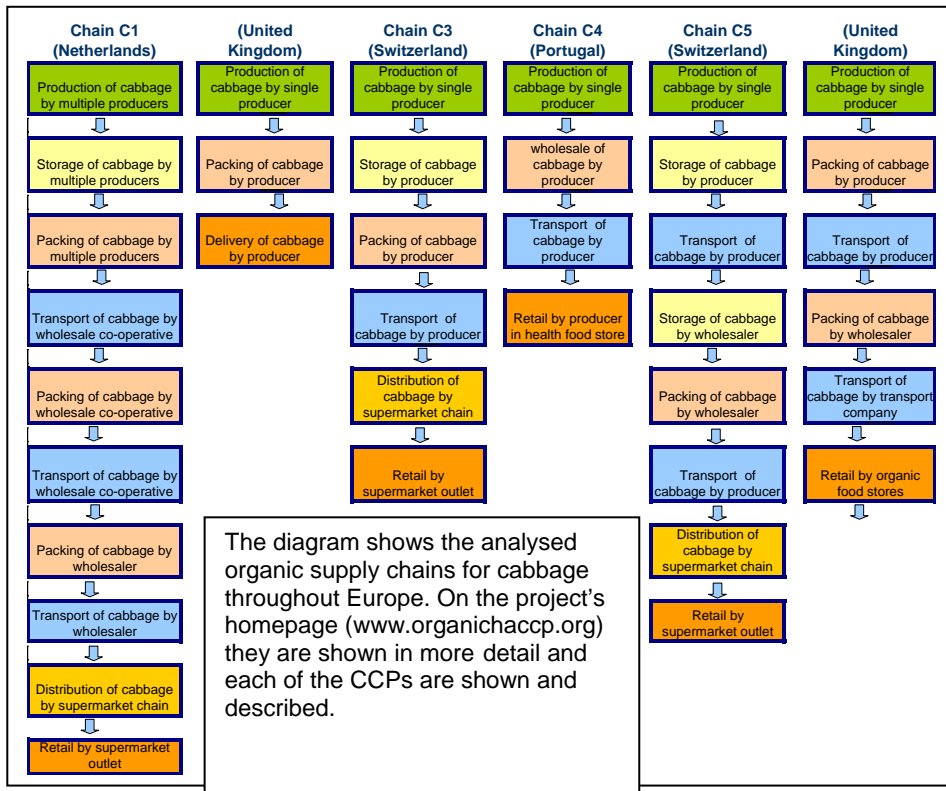 Chain C1
(Netherlands)
Production of cabbage
by multiple producers
Storage of cabbage by
multiple producers
Packing of cabbage by
multiple producers
Transport of cabbage by
wholesale co-operative
Packing of cabbage by
wholesale co-operative
Transport of cabbage by
wholesale co-operative
Packing of cabbage by
wholesaler
Transport of cabbage by
wholesaler
Distribution of cabbage
by supermarket chain
Retail by supermarket
outlet
(United
Kingdom)
Production of
cabbage by single
producer
Packing of cabbage
by producer
Delivery of cabbage
by producer
Chain C3
(Switzerland)
Production of
cabbage by single
producer
Storage of cabbage
by producer
Packing of cabbage
by producer
Transport of
cabbage by producer
Distribution of
cabbage by
supermarket chain
Retail by
supermarket outlet
Chain C4
(Portugal)
Production of
cabbage by single
producer
wholesale of
cabbage by
producer
Transport of
cabbage by
producer
Retail by producer
in health food store
Chain C5
(Switzerland)
Production of
cabbage by single
producer
Storage of cabbage
by producer
Transport of
cabbage by producer
Storage of cabbage
by wholesaler
Packing of cabbage
by wholesaler
Transport of
cabbage by producer
Distribution of
cabbage by
supermarket chain
Retail by
supermarket outlet
(United
Kingdom)
Production of
cabbage by single
producer
Packing of cabbage
by producer
Transport of
cabbage by producer
Packing of cabbage
by wholesaler
Transport of
cabbage by transport
company
Retail by organic
food stores
The diagram shows the analysed
organic supply chains for cabbage
throughout Europe. On the project's
homepage (www.organichaccp.org)
they are shown in more detail and
each of the CCPs are shown and
described.